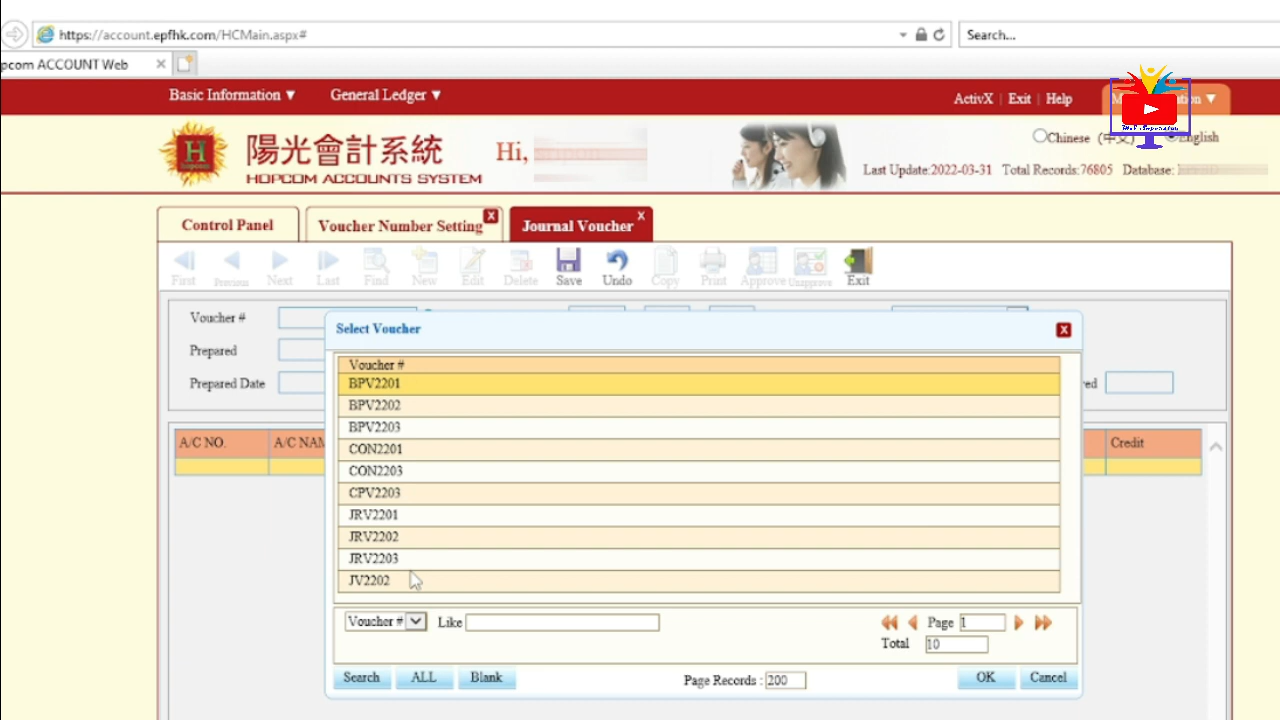 https://account.epfhk.com/HCMain.aspx#
Search...
pcom ACCOUNT Web
Basic Information ▼
General Ledger ▼
ActivX | Exit | Help
H
hopcom
陽光會計系統
HOPCOM ACCOUNTS SYSTEM
Hi,
Chinese (中文)
English
Last Update:2022-03-31 Total Records:76805 Database:
Control Panel
Voucher Number Setting
Journal Voucher
First
Previous
Next
Last
Find
New
Edit
Delete
Save
Undo
Copy
Print
Approve
Unapprove
Exit
Voucher #
Prepared
Prepared Date
A/C NO.
Credit
Select Voucher
Voucher #
BPV2201
BPV2202
BPV2203
CON2201
CON2203
CPV2203
JRV2201
JRV2202
JRV2203
JV2202
Voucher #
Like
Page 1
Total 10
Search
ALL
Blank
Page Records : 200
OK
Cancel